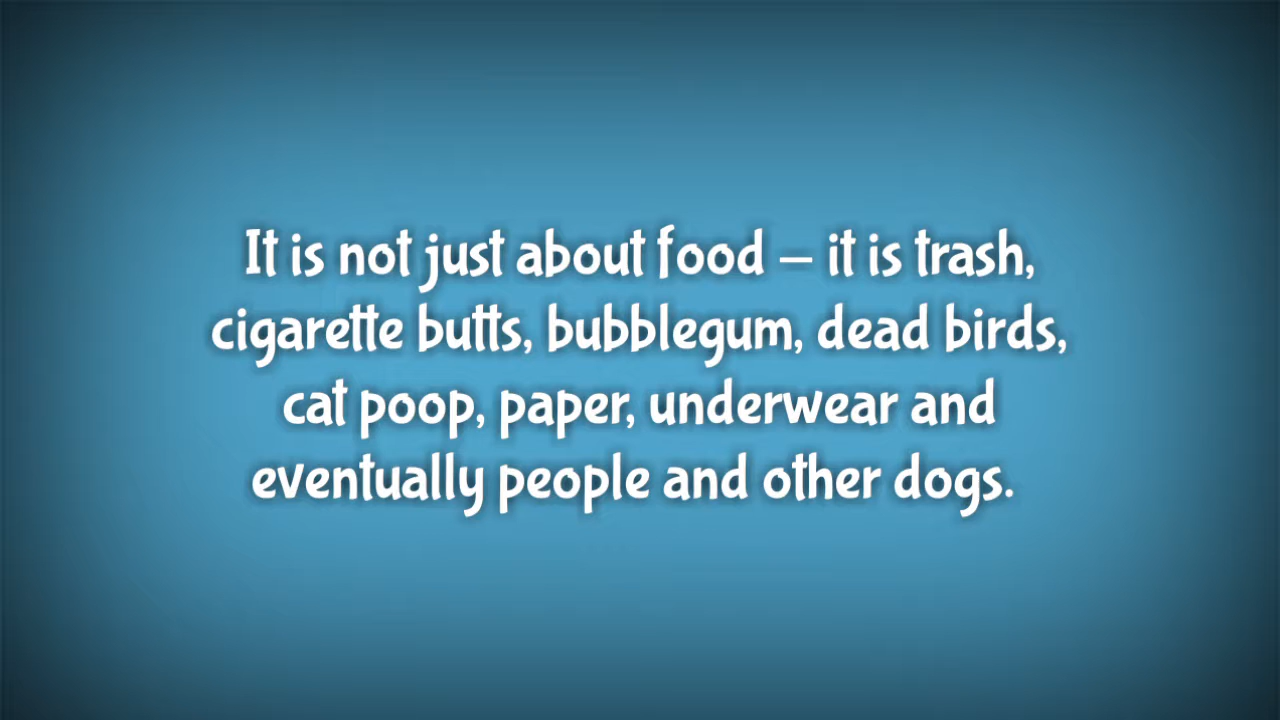 It is not just about food – it is trash,
cigarette butts, bubblegum, dead birds,
cat poop, paper, underwear and
eventually people and other dogs.